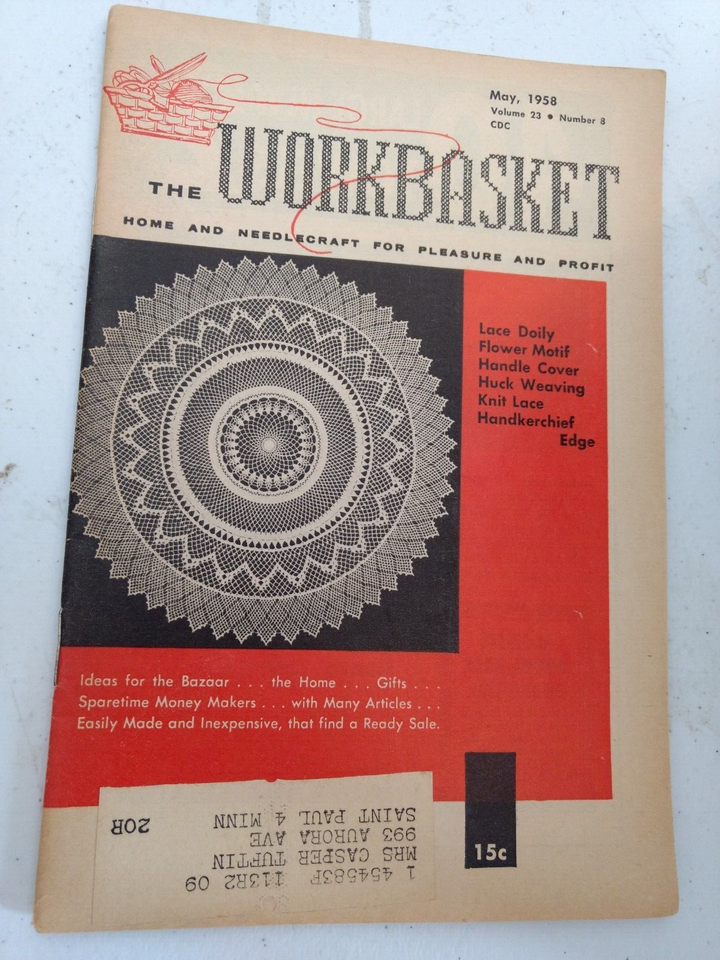 May, 1958
Volume 23 • Number 8
CDC
THE WORKBASKET
HOME AND NEEDLECRAFT FOR PLEASURE AND PROFIT
Lace Doily
Flower Motif
Handle Cover
Huck Weaving
Knit Lace
Handkerchief
Edge
Ideas for the Bazaar . . . the Home . . . Gifts . . .
Sparetime Money Makers . . . with Many Articles . . .
Easily Made and Inexpensive, that find a Ready Sale.
15c
1 454583P 113R2 09
MRS CASPER TUFTIN
993 AURORA AVE
SAINT PAUL 4 MINN
20R